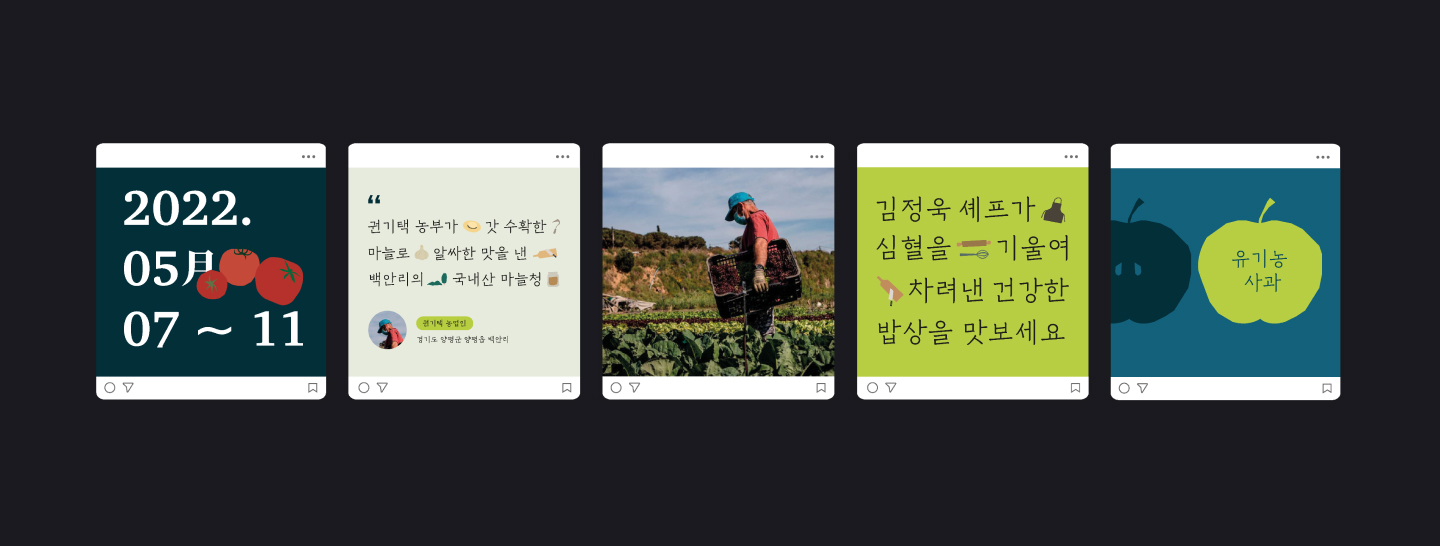 2022.
05月
07 ~ 11
“
권기택 농부가 갓 수확한
마늘로 알싸한 맛을 낸
백안리의 국내산 마늘청
권기택 농업인
경기도 양평군 양평읍 백안리
김정욱 셰프가
심혈을 기울여
차려낸 건강한
밥상을 맛보세요
유기농
사과